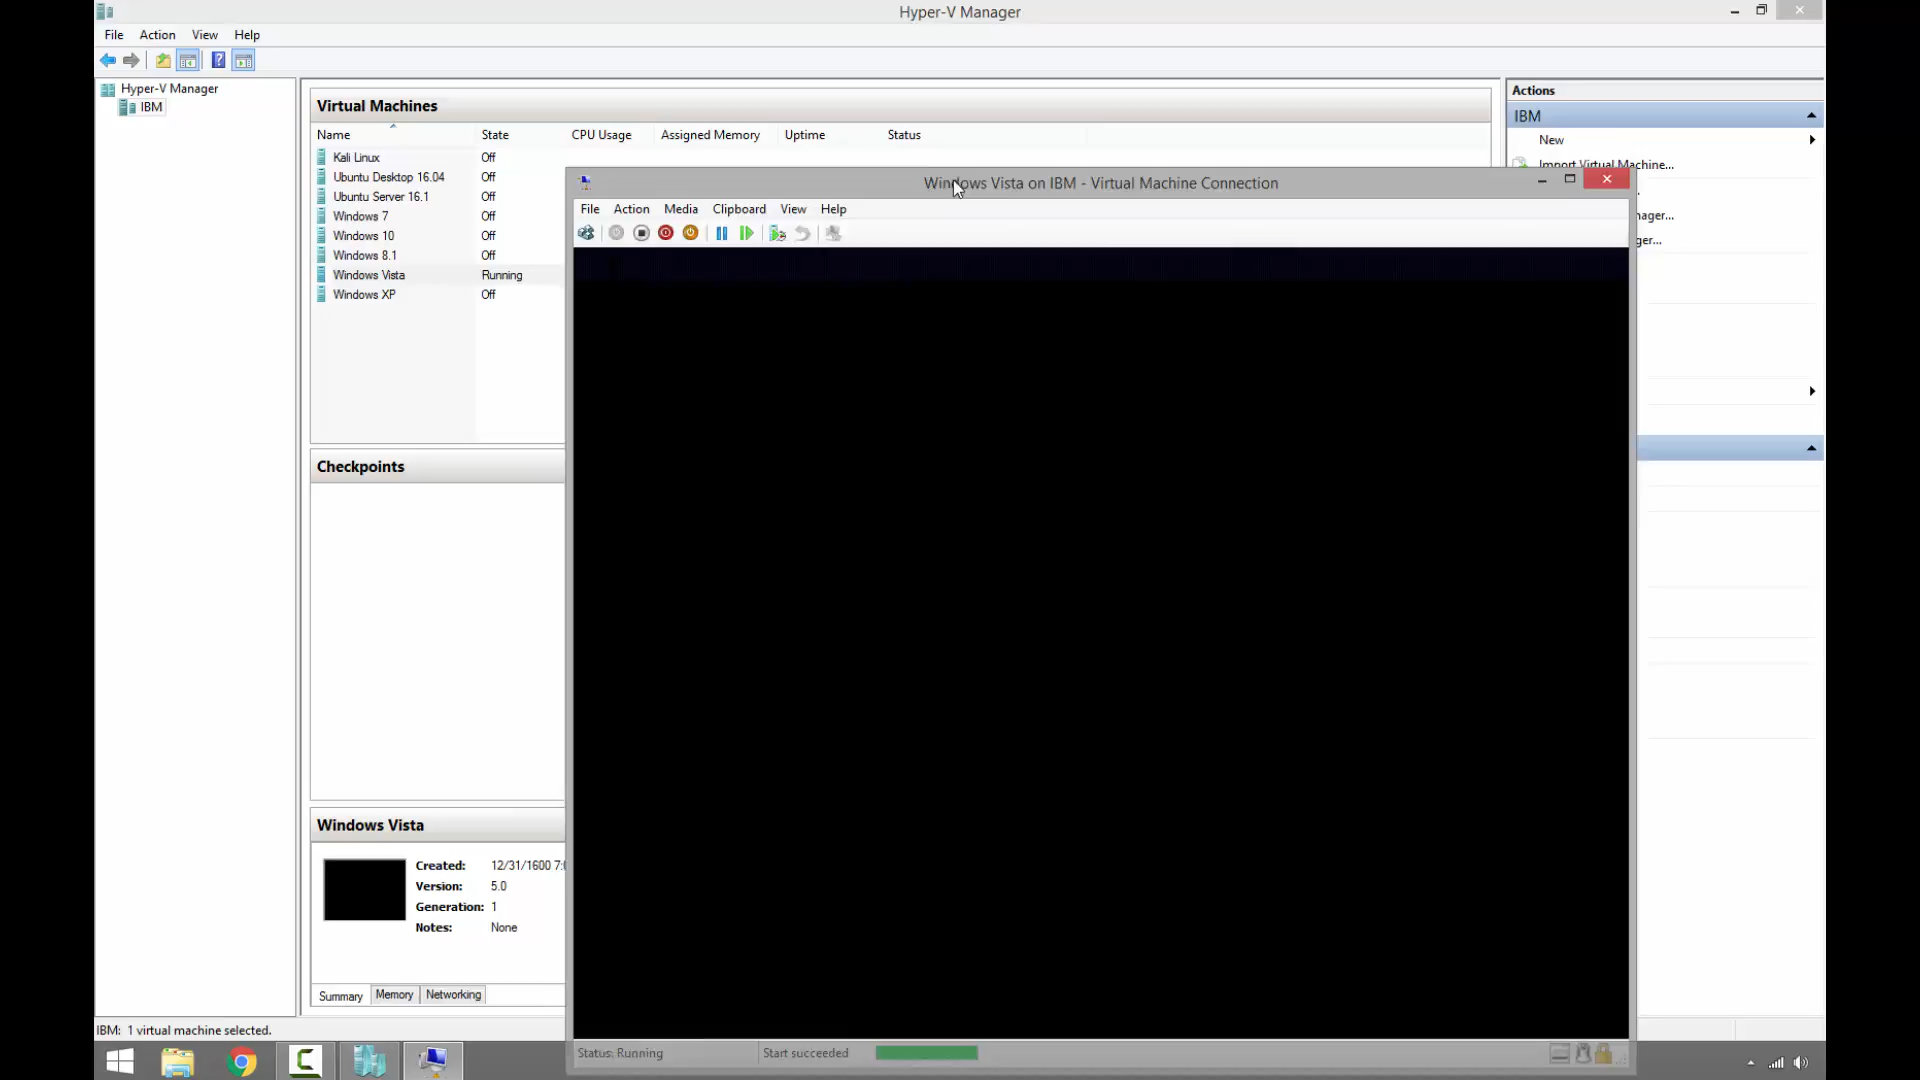 Hyper-V Manager
File Action View Help
Hyper-V Manager
IBM
Virtual Machines
Name State CPU Usage Assigned Memory Uptime Status
Kali Linux Off
Ubuntu Desktop 16.04 Off
Ubuntu Server 16.1 Off
Windows 7 Off
Windows 10 Off
Windows 8.1 Off
Windows Vista Running
Windows XP Off
Checkpoints
Windows Vista
Created: 12/31/1600 7:
Version: 5.0
Generation: 1
Notes: None
Summary Memory Networking
IBM: 1 virtual machine selected.
Windows Vista on IBM - Virtual Machine Connection
File Action Media Clipboard View Help
Status: Running Start succeeded
Actions
IBM
New
Import Virtual Machine...
nager...
ger...